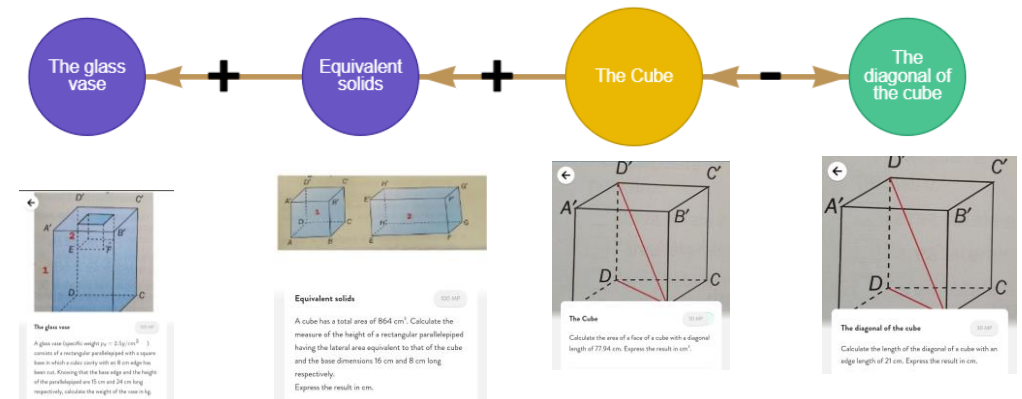 The glass
vase
+
Equivalent
solids
+
The Cube
-
The
diagonal of
the cube
D'
C'
A'
B'
2
E
F
1
D
C
D'
C'
A'
B'
1
D
C
A
B
H'
G'
E'
F'
H
2
G
E
F
D'
C'
A'
B'
D
C
D'
C'
A'
B'
D
C
The glass vase
A glass vase (specific weight
consists of a rectangular parallelepiped with a square
base in which a cubic cavity with an 8 cm edge has
been cut. Knowing that the base edge and the height
of the parallelepiped are 15 cm and 24 cm long
respectively, calculate the weight of the vase in kg.
Equivalent solids
100 MP
A cube has a total area of 864 cm². Calculate the
measure of the height of a rectangular parallelepiped
having the lateral area equivalent to that of the cube
and the base dimensions 16 cm and 8 cm long
respectively.
Express the result in cm.
The Cube
Calculate the area of a face of a cube with a diagonal
length of 77.94 cm. Express the result in cm².
The diagonal of the cube
Calculate the length of the diagonal of a cube with an
edge length of 21 cm. Express the result in cm.